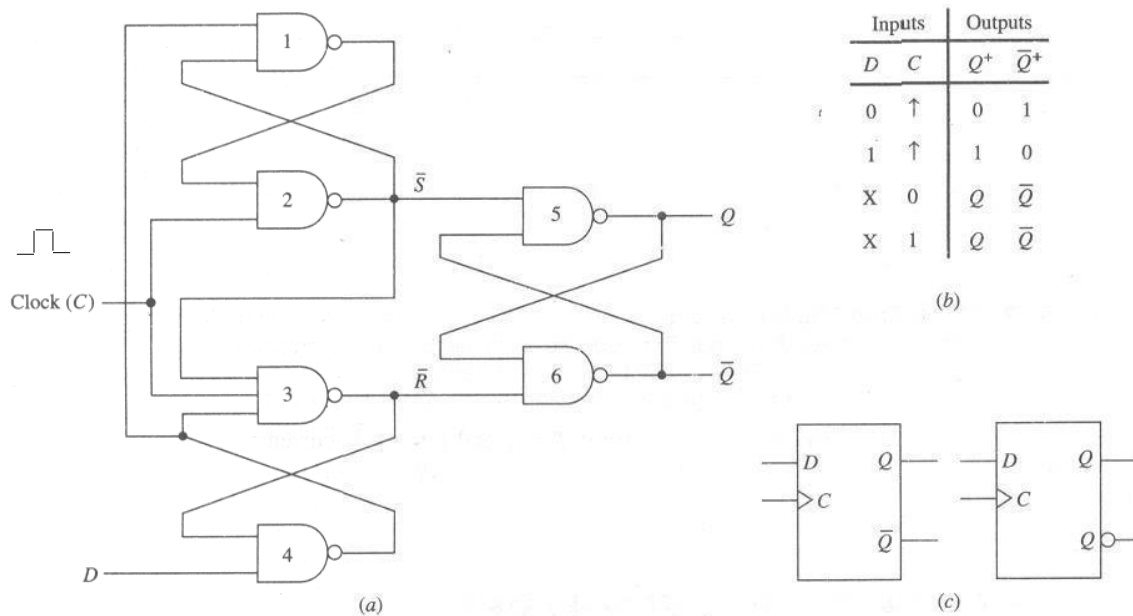 1
2
S̅
3
R̅
4
5
6
Q
Q̅
Clock (C)
D
(a)
Inputs Outputs
D C Q⁺ Q̅⁺
0 ↑ 0 1
1 ↑ 1 0
X 0 Q Q̅
X 1 Q Q̅
(b)
D Q
C
Q̅
D Q
C
Q
(c)